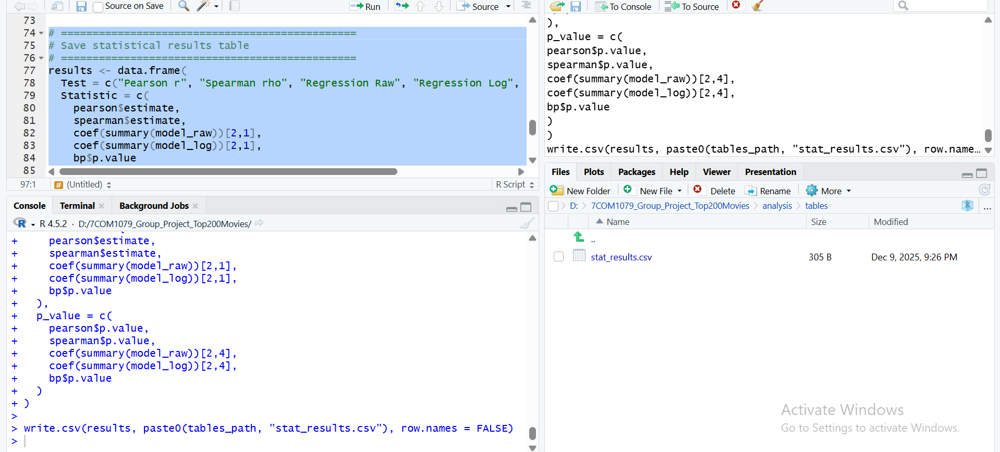 Source on Save
Run
Source
73
74 # ===============================================
75 # Save statistical results table
76 # ===============================================
77 results <- data.frame(
78 Test = c("Pearson r", "Spearman rho", "Regression Raw", "Regression Log",
79 Statistic = c(
80 pearson$estimate,
81 spearman$estimate,
82 coef(summary(model_raw))[2,1],
83 coef(summary(model_log))[2,1],
84 bp$p.value
85
97:1 # (Untitled) R Script
Console Terminal Background Jobs
R 4.5.2 · D:/7COM1079_Group_Project_Top200Movies/
+ pearson$estimate,
+ spearman$estimate,
+ coef(summary(model_raw))[2,1],
+ coef(summary(model_log))[2,1],
+ bp$p.value
+ ),
+ p_value = c(
+ pearson$p.value,
+ spearman$p.value,
+ coef(summary(model_raw))[2,4],
+ coef(summary(model_log))[2,4],
+ bp$p.value
+ )
+ )
>
> write.csv(results, paste0(tables_path, "stat_results.csv"), row.names = FALSE)
>
To Console To Source
),
p_value = c(
pearson$p.value,
spearman$p.value,
coef(summary(model_raw))[2,4],
coef(summary(model_log))[2,4],
bp$p.value
)
)
write.csv(results, paste0(tables_path, "stat_results.csv"), row.name…
Files Plots Packages Help Viewer Presentation
New Folder New File Delete Rename More
D: 7COM1079_Group_Project_Top200Movies analysis tables R ...
Name Size Modified
..
stat_results.csv 305 B Dec 9, 2025, 9:26 PM
Activate Windows
Go to Settings to activate Windows.